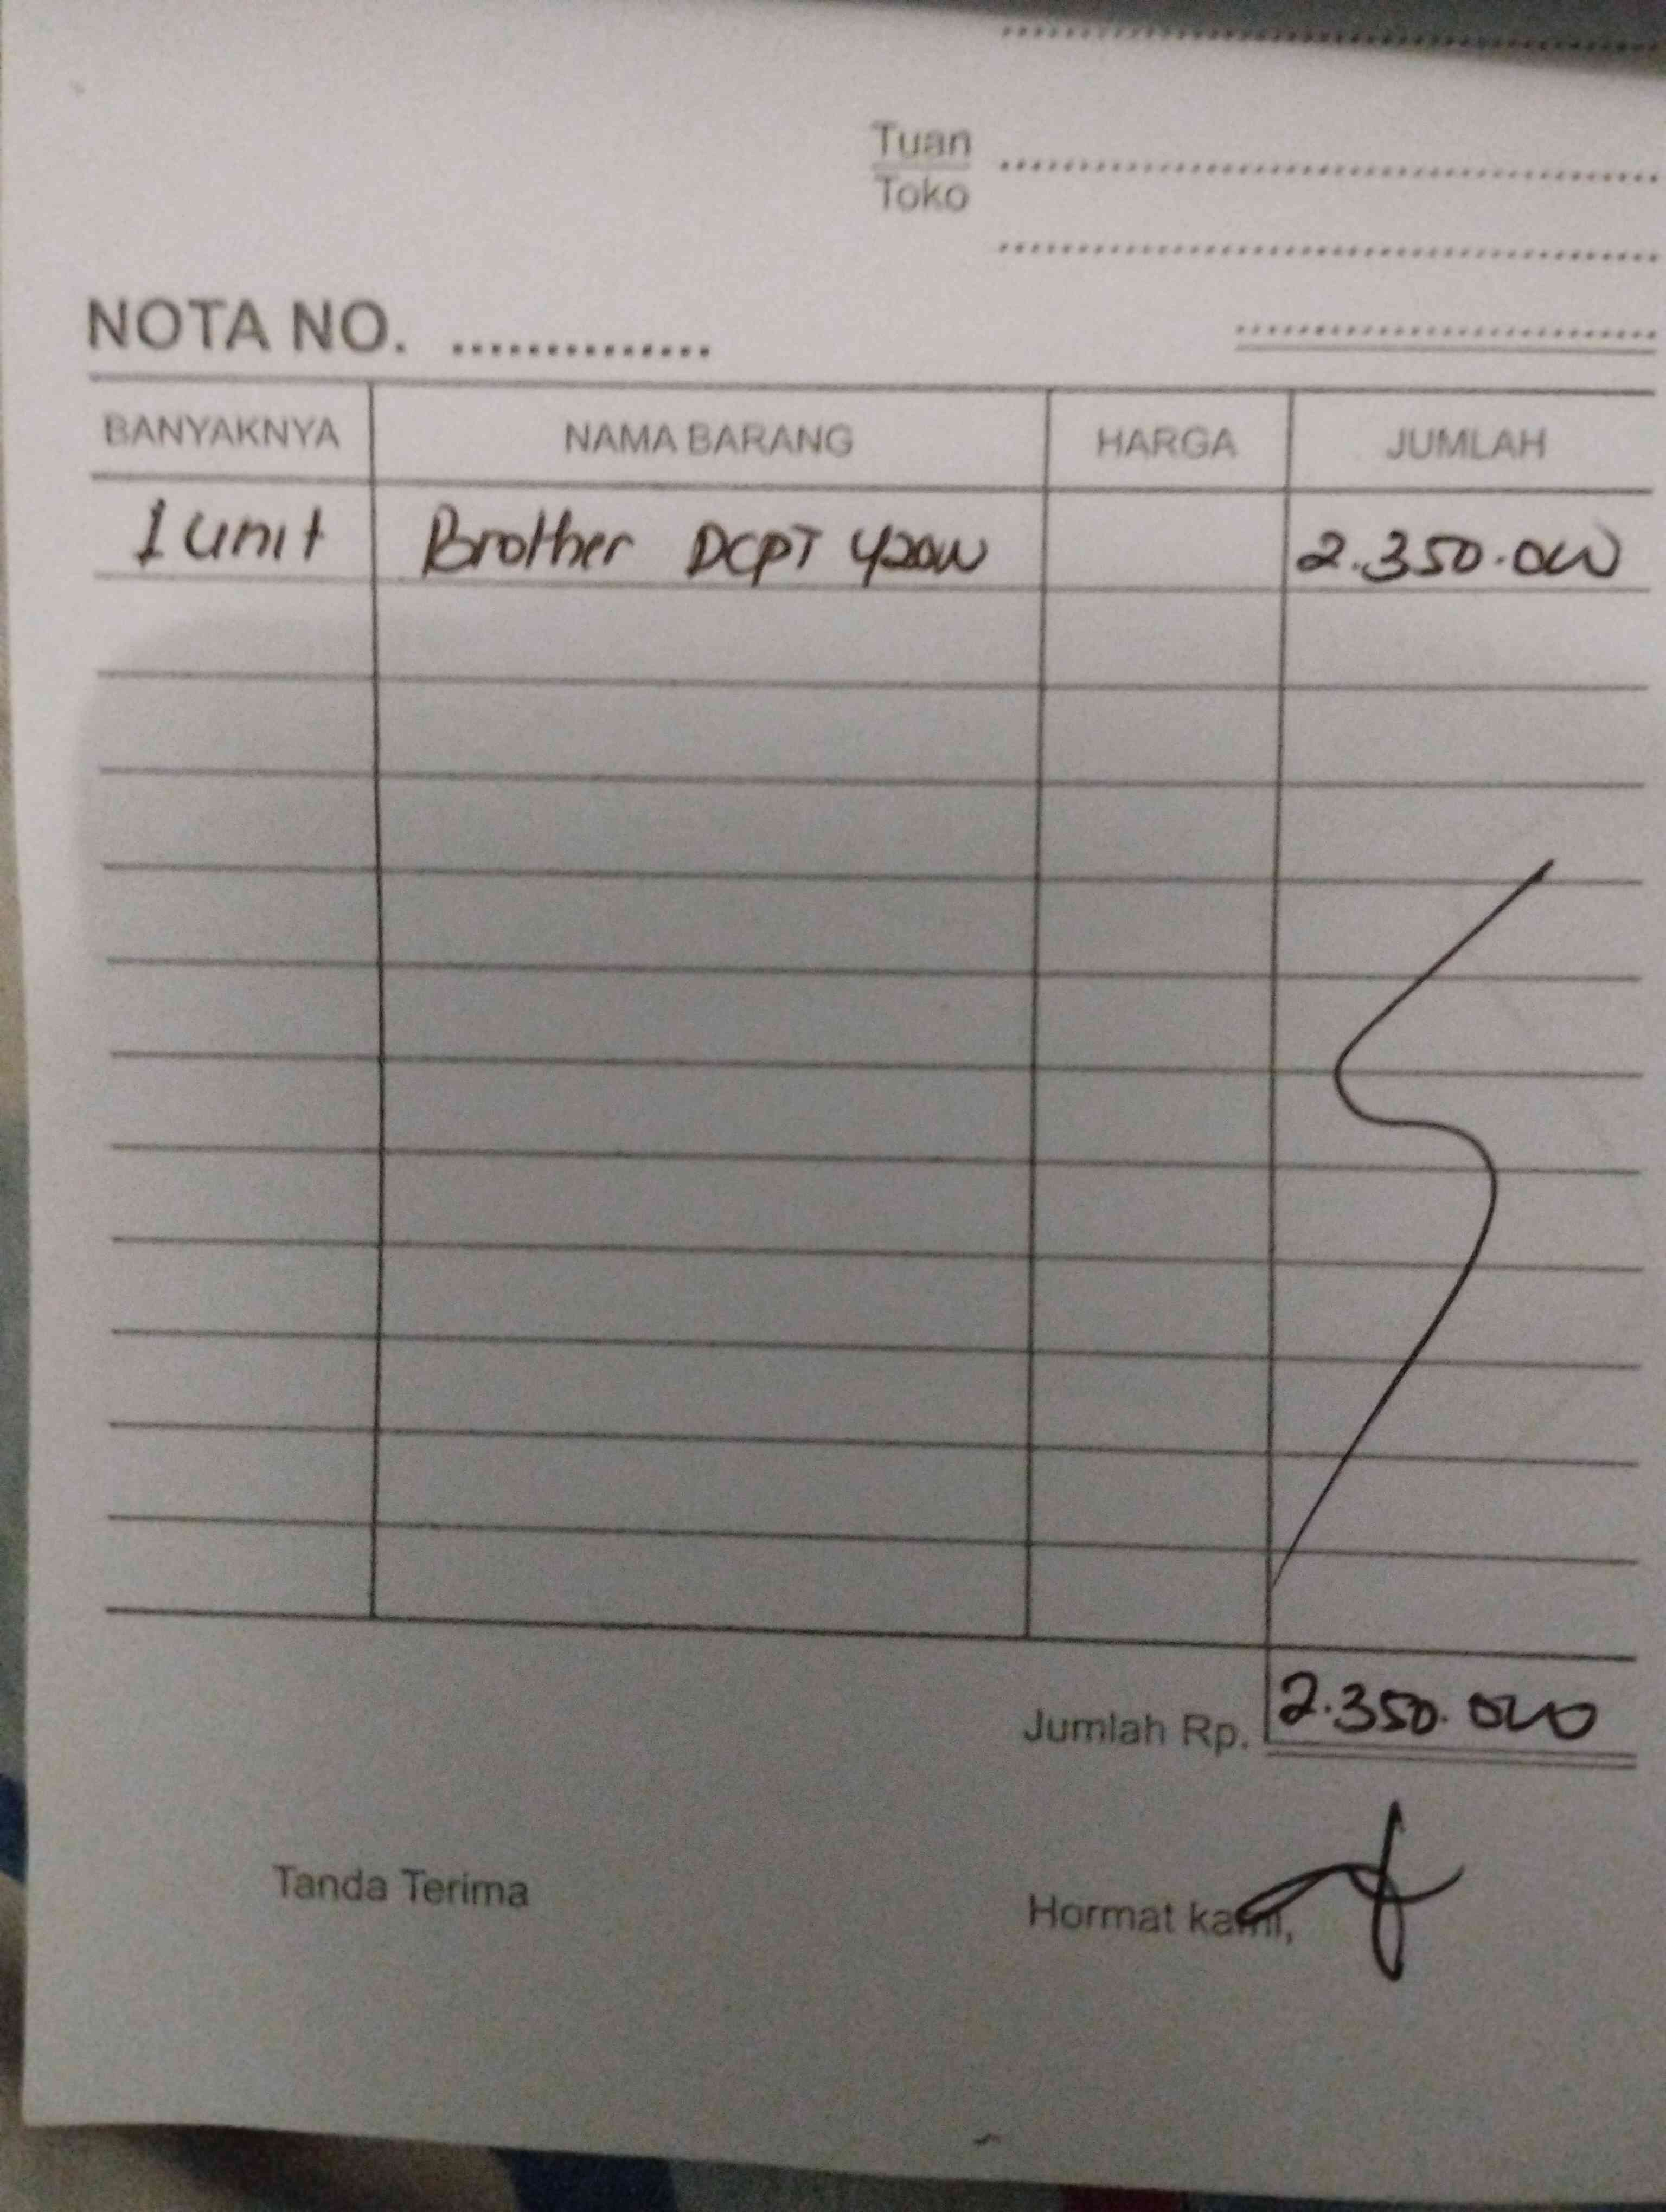 Tuan
Toko
NOTA NO. ..............
BANYAKNYA NAMA BARANG HARGA JUMLAH
1 unit Brother DCPT 420W 2.350.000
Jumlah Rp. 2.350.000
Tanda Terima Hormat kami,